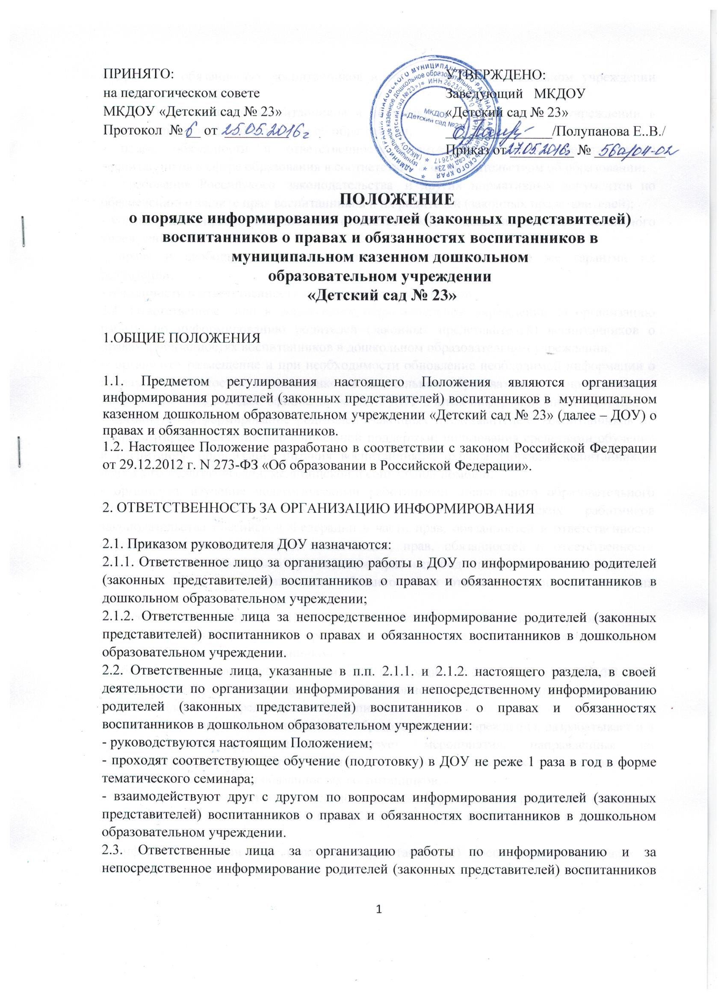 ПРИНЯТО:
на педагогическом совете
МКДОУ «Детский сад № 23»
Протокол № 6 от 25.05.2016г
УТВЕРЖДЕНО:
Заведующий МКДОУ
«Детский сад № 23»
/Полупанова Е..В./
Приказ от 27.05.2016г № 56а/04-02
МКДОУ
«Детский сад №23»
ПОЛОЖЕНИЕ
о порядке информирования родителей (законных представителей)
воспитанников о правах и обязанностях воспитанников в
муниципальном казенном дошкольном
образовательном учреждении
«Детский сад № 23»
1.ОБЩИЕ ПОЛОЖЕНИЯ
1.1. Предметом регулирования настоящего Положения являются организация
информирования родителей (законных представителей) воспитанников в муниципальном
казенном дошкольном образовательном учреждении «Детский сад № 23» (далее – ДОУ) о
правах и обязанностях воспитанников.
1.2. Настоящее Положение разработано в соответствии с законом Российской Федерации
от 29.12.2012 г. N 273-ФЗ «Об образовании в Российской Федерации».
2. ОТВЕТСТВЕННОСТЬ ЗА ОРГАНИЗАЦИЮ ИНФОРМИРОВАНИЯ
2.1. Приказом руководителя ДОУ назначаются:
2.1.1. Ответственное лицо за организацию работы в ДОУ по информированию родителей
(законных представителей) воспитанников о правах и обязанностях воспитанников в
дошкольном образовательном учреждении;
2.1.2. Ответственные лица за непосредственное информирование родителей (законных
представителей) воспитанников о правах и обязанностях воспитанников в дошкольном
образовательном учреждении.
2.2. Ответственные лица, указанные в п.п. 2.1.1. и 2.1.2. настоящего раздела, в своей
деятельности по организации информирования и непосредственному информированию
родителей (законных представителей) воспитанников о правах и обязанностях
воспитанников в дошкольном образовательном учреждении:
- руководствуются настоящим Положением;
- проходят соответствующее обучение (подготовку) в ДОУ не реже 1 раза в год в форме
тематического семинара;
- взаимодействуют друг с другом по вопросам информирования родителей (законных
представителей) воспитанников о правах и обязанностях воспитанников в дошкольном
образовательном учреждении.
2.3. Ответственные лица за организацию работы по информированию и за
непосредственное информирование родителей (законных представителей) воспитанников
1